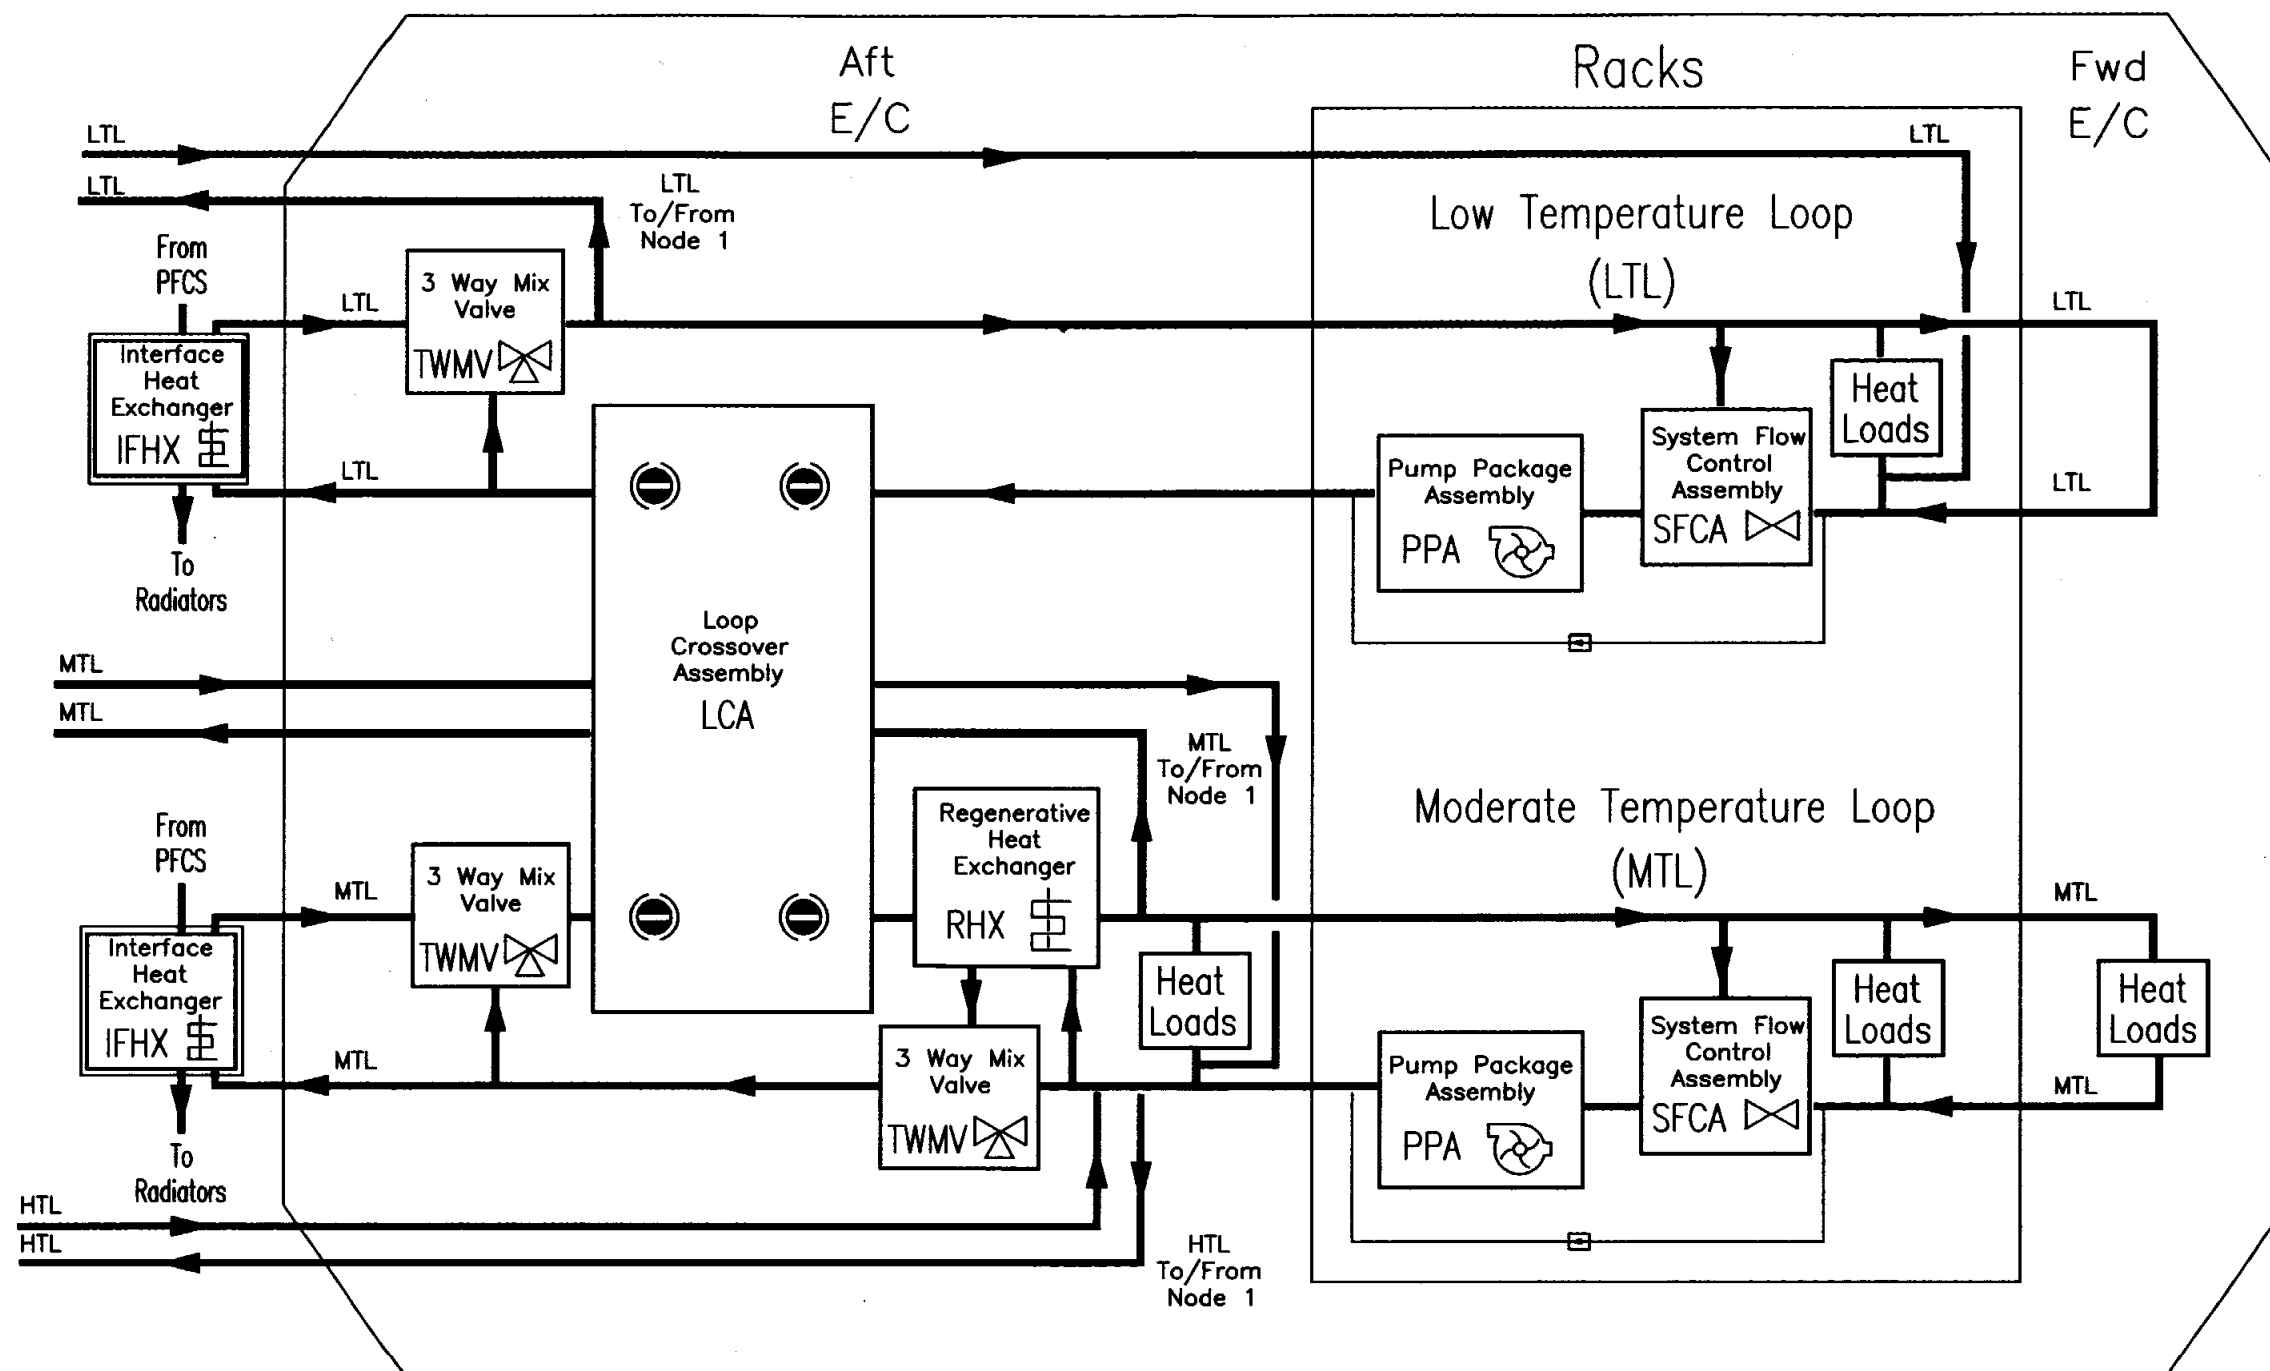 Aft
E/C
Racks
Fwd
E/C
LTL
LTL
LTL
LTL
To/From
Node 1
Low Temperature Loop
(LTL)
From
PFCS
LTL
3 Way Mix
Valve
TWMV
LTL
Interface
Heat
Exchanger
IFHX
Heat
Loads
System Flow
Control
Assembly
SFCA
Pump Package
Assembly
PPA
LTL
LTL
To
Radiators
Loop
Crossover
Assembly
LCA
MTL
MTL
MTL
To/From
Node 1
Moderate Temperature Loop
(MTL)
From
PFCS
MTL
3 Way Mix
Valve
TWMV
Regenerative
Heat
Exchanger
RHX
MTL
Interface
Heat
Exchanger
IFHX
Heat
Loads
Heat
Loads
Heat
Loads
System Flow
Control
Assembly
SFCA
Pump Package
Assembly
PPA
MTL
3 Way Mix
Valve
TWMV
MTL
To
Radiators
HTL
HTL
HTL
To/From
Node 1